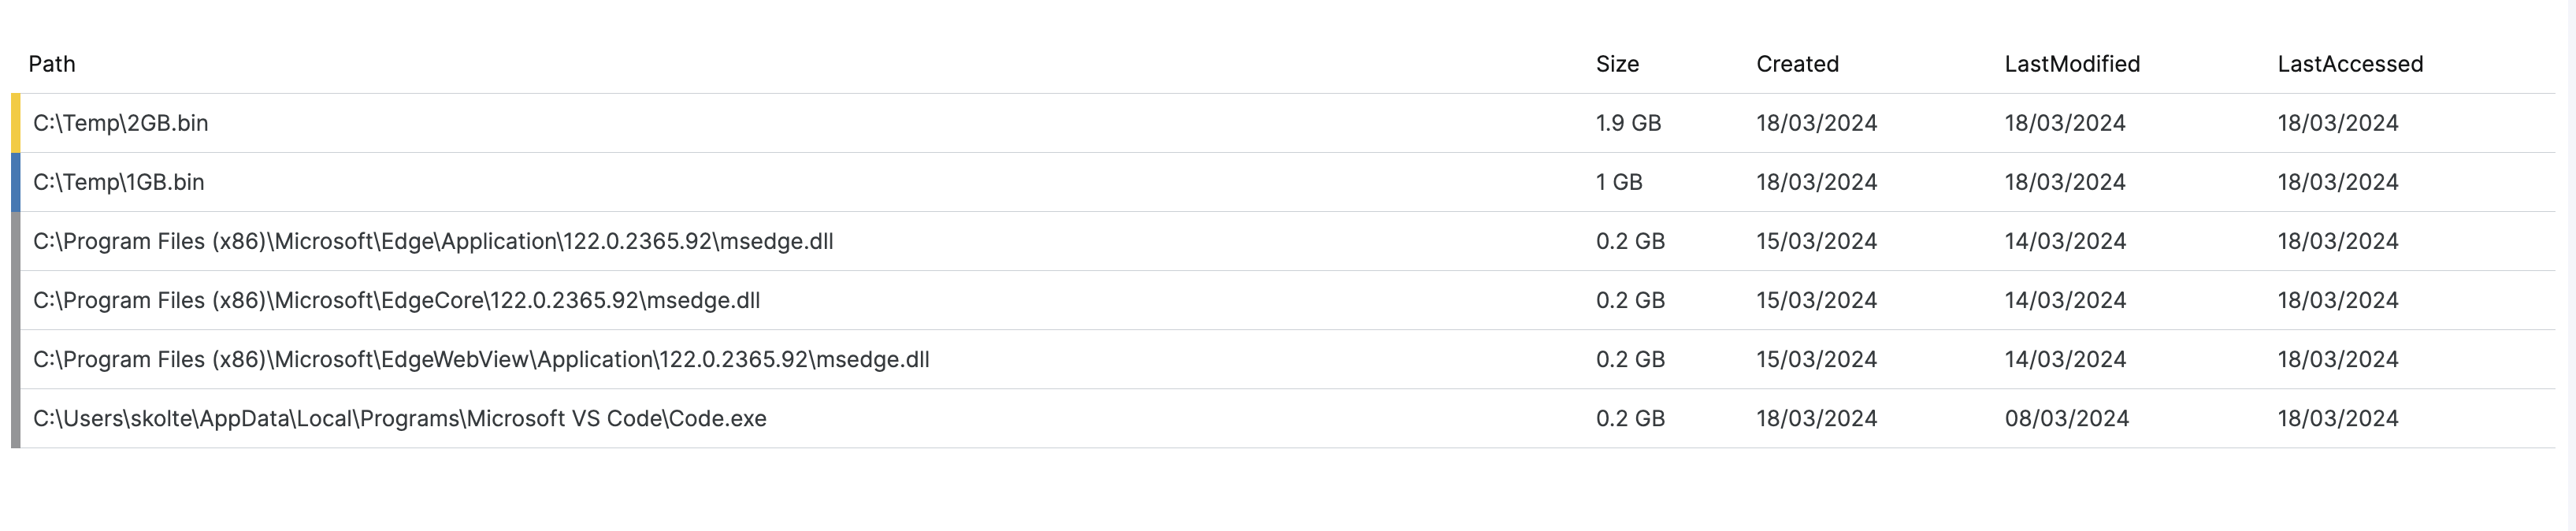 Path Size Created LastModified LastAccessed
C:\Temp\2GB.bin 1.9 GB 18/03/2024 18/03/2024 18/03/2024
C:\Temp\1GB.bin 1 GB 18/03/2024 18/03/2024 18/03/2024
C:\Program Files (x86)\Microsoft\Edge\Application\122.0.2365.92\msedge.dll 0.2 GB 15/03/2024 14/03/2024 18/03/2024
C:\Program Files (x86)\Microsoft\EdgeCore\122.0.2365.92\msedge.dll 0.2 GB 15/03/2024 14/03/2024 18/03/2024
C:\Program Files (x86)\Microsoft\EdgeWebView\Application\122.0.2365.92\msedge.dll 0.2 GB 15/03/2024 14/03/2024 18/03/2024
C:\Users\skolte\AppData\Local\Programs\Microsoft VS Code\Code.exe 0.2 GB 18/03/2024 08/03/2024 18/03/2024